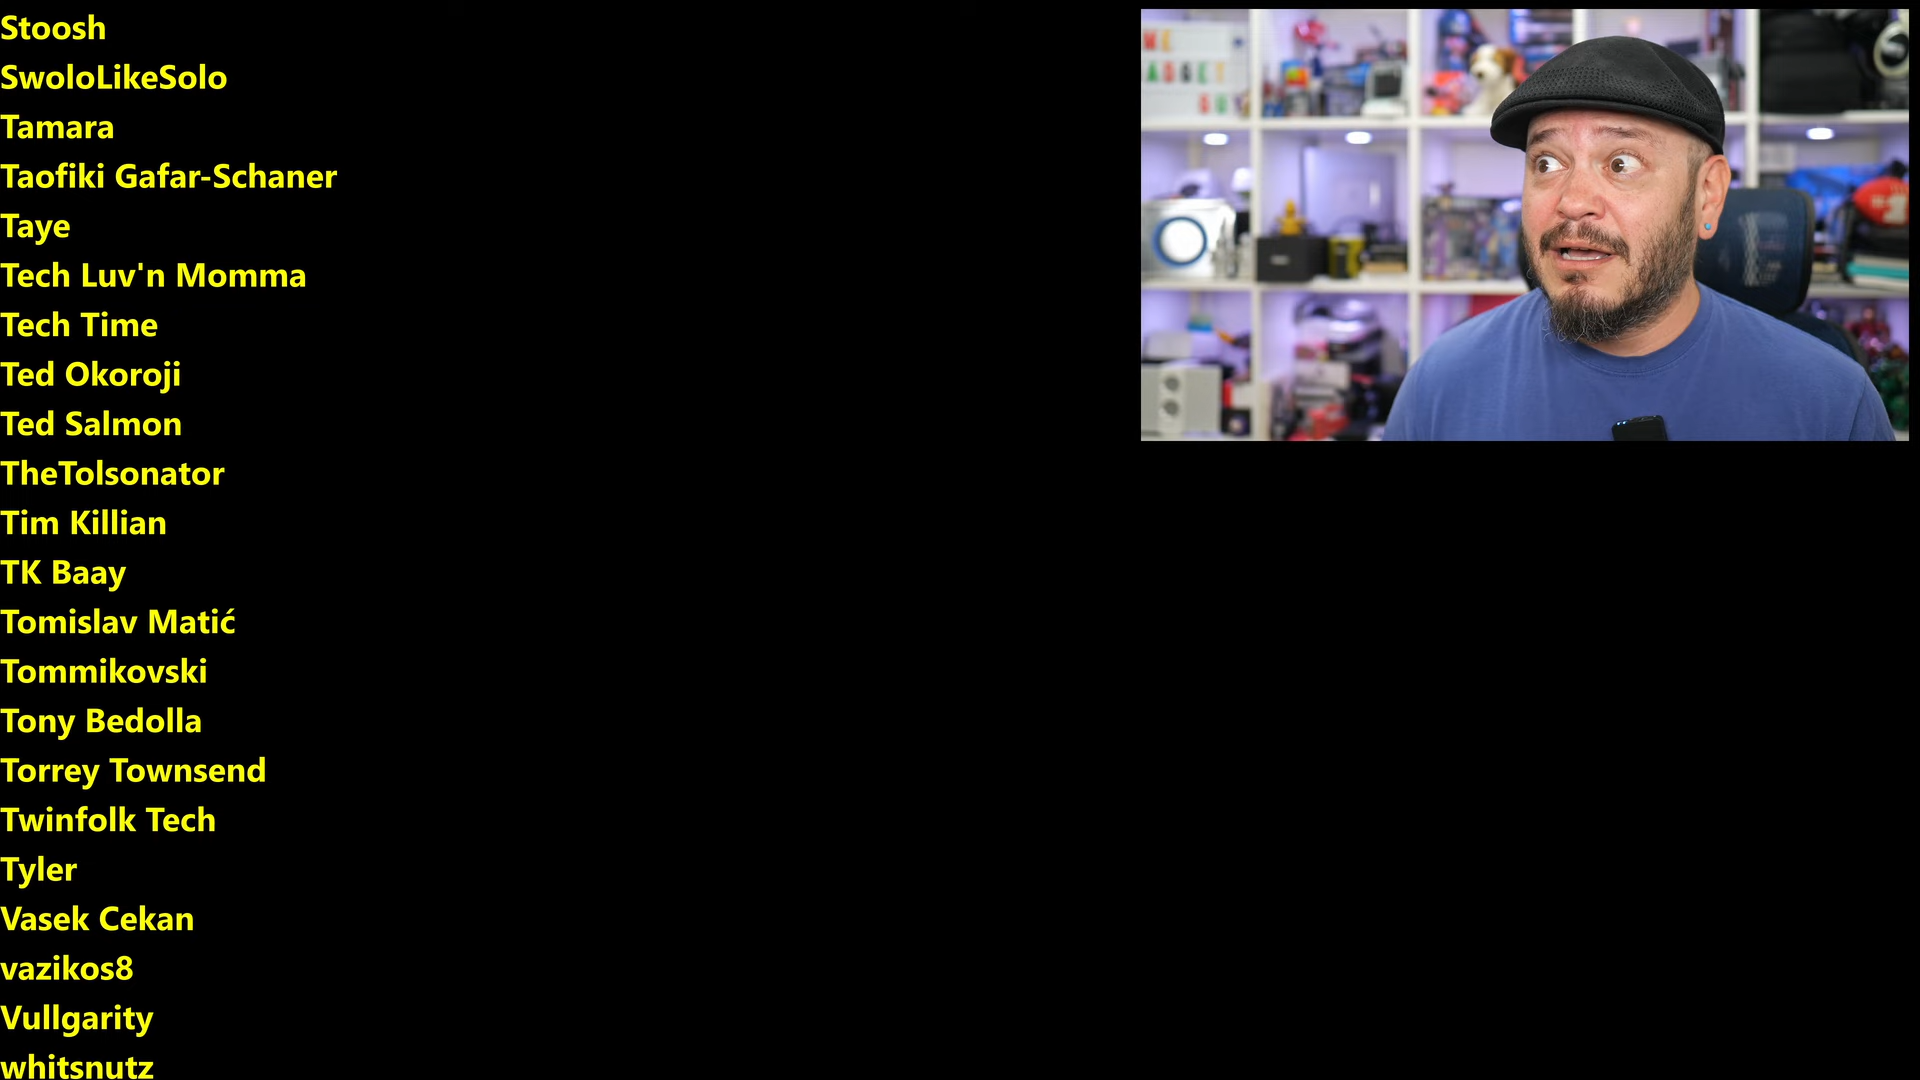 Stoosh
SwoloLikeSolo
Tamara
Taofiki Gafar-Schaner
Taye
Tech Luv'n Momma
Tech Time
Ted Okoroji
Ted Salmon
TheTolsonator
Tim Killian
TK Baay
Tomislav Matić
Tommikovski
Tony Bedolla
Torrey Townsend
Twinfolk Tech
Tyler
Vasek Cekan
vazikos8
Vullgarity
whitsnutz